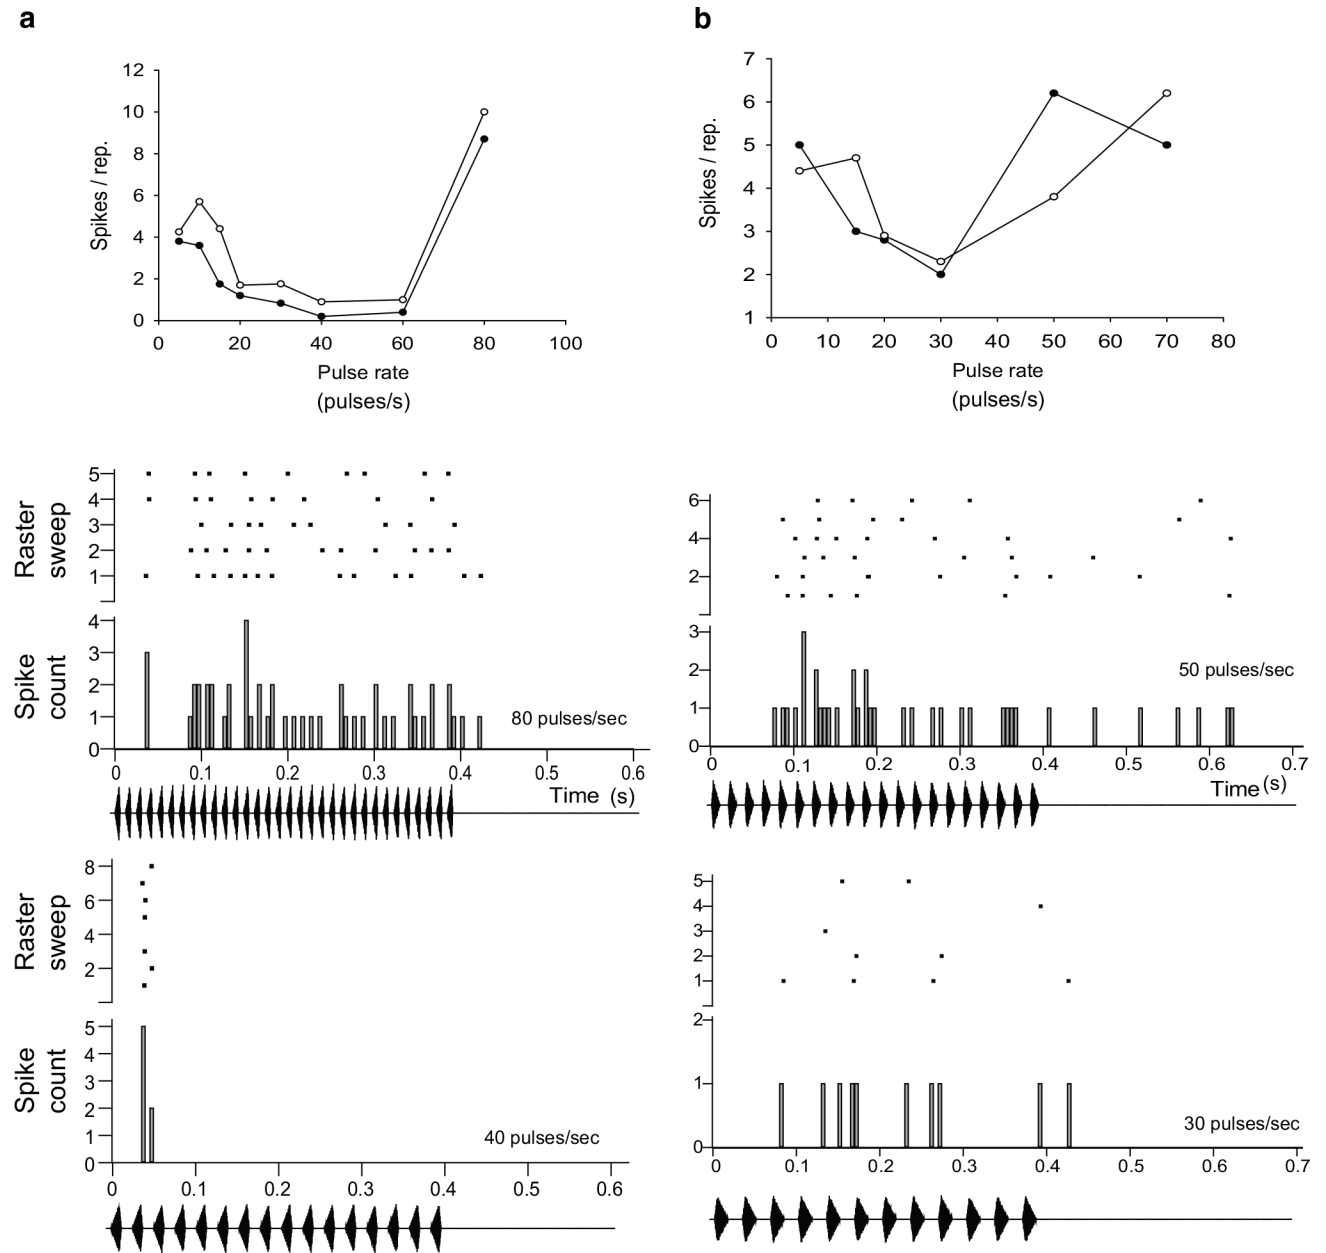 a
b
12
10
8
6
4
2
0
Spikes / rep.
0 20 40 60 80 100
Pulse rate
(pulses/s)
7
6
5
4
3
2
1
Spikes / rep.
0 10 20 30 40 50 60 70 80
Pulse rate
(pulses/s)
Raster
sweep
5
4
3
2
1
Spike
count
4
3
2
1
0
80 pulses/sec
0 0.1 0.2 0.3 0.4 0.5 0.6
Time (s)
6
4
2
3
2
1
0
50 pulses/sec
0 0.1 0.2 0.3 0.4 0.5 0.6 0.7
Time (s)
Raster
sweep
8
6
4
2
Spike
count
5
4
3
2
1
0
40 pulses/sec
0 0.1 0.2 0.3 0.4 0.5 0.6
5
4
3
2
1
2
1
0
30 pulses/sec
0 0.1 0.2 0.3 0.4 0.5 0.6 0.7